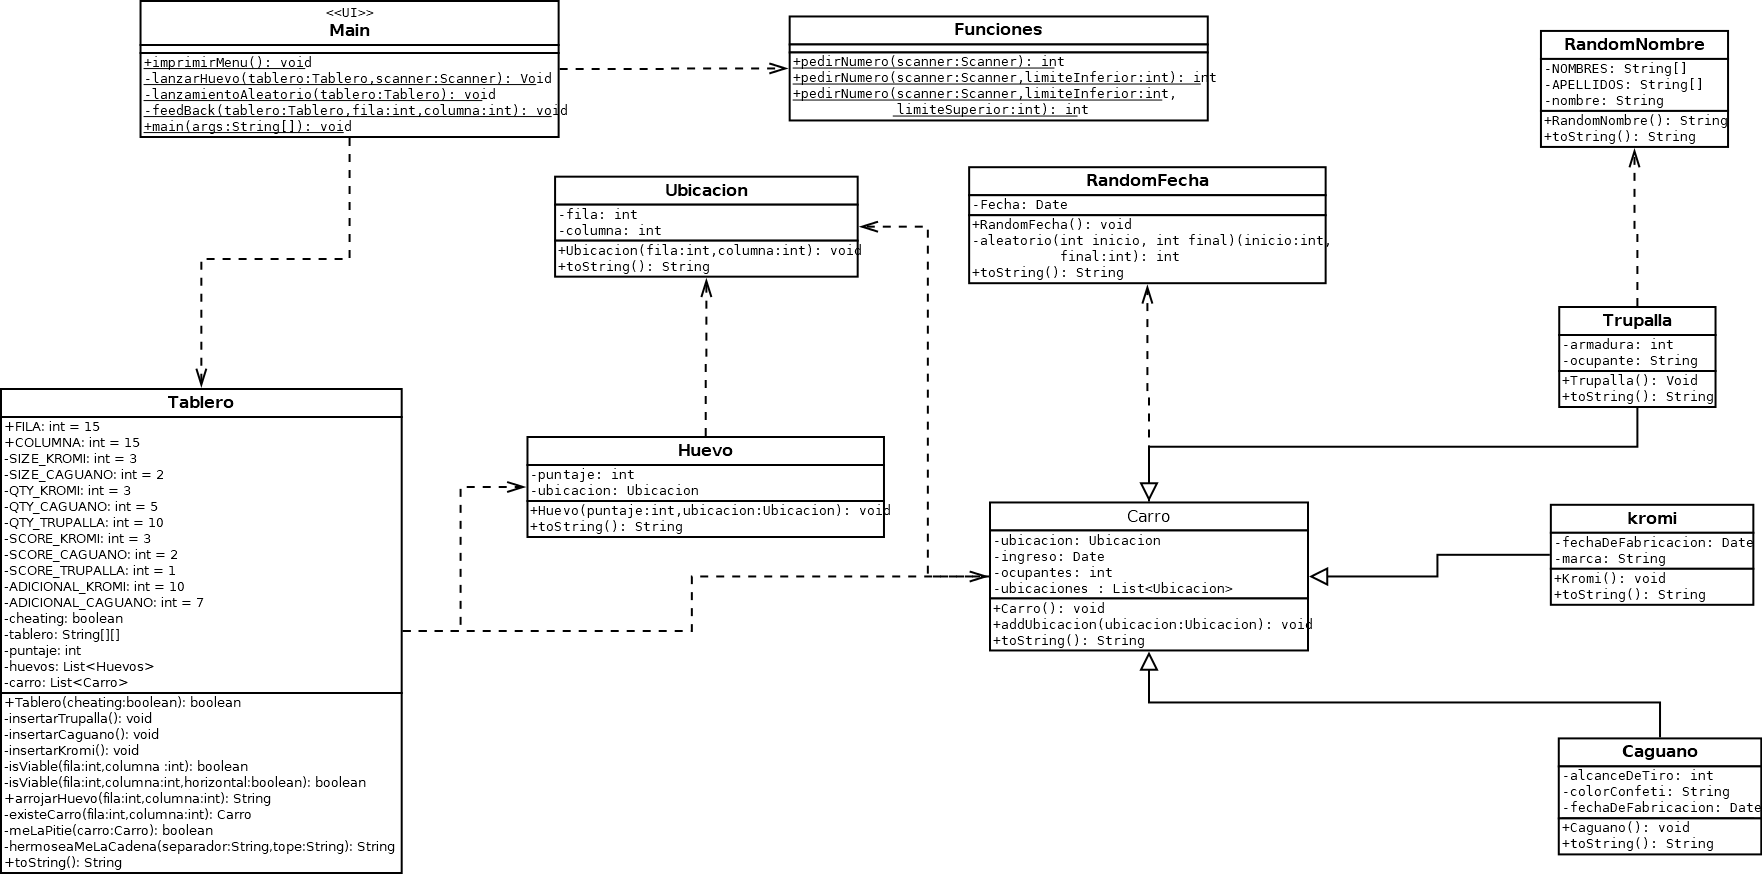 <<UI>>
Main
+imprimirMenu(): void
-lanzarHuevo(tablero:Tablero,scanner:Scanner): Void
-lanzamientoAleatorio(tablero:Tablero): void
-feedBack(tablero:Tablero,fila:int,columna:int): void
+main(args:String[]): void
Funciones
+pedirNumero(scanner:Scanner): int
+pedirNumero(scanner:Scanner,limiteInferior:int): int
+pedirNumero(scanner:Scanner,limiteInferior:int,
limiteSuperior:int): int
RandomNombre
-NOMBRES: String[]
-APELLIDOS: String[]
-nombre: String
+RandomNombre(): String
+toString(): String
Ubicacion
-fila: int
-columna: int
+Ubicacion(fila:int,columna:int): void
+toString(): String
RandomFecha
-Fecha: Date
+RandomFecha(): void
-aleatorio(int inicio, int final)(inicio:int,
final:int): int
+toString(): String
Trupalla
-armadura: int
-ocupante: String
+Trupalla(): Void
+toString(): String
Tablero
+FILA: int = 15
+COLUMNA: int = 15
-SIZE_KROMI: int = 3
-SIZE_CAGUANO: int = 2
-QTY_KROMI: int = 3
-QTY_CAGUANO: int = 5
-QTY_TRUPALLA: int = 10
-SCORE_KROMI: int = 3
-SCORE_CAGUANO: int = 2
-SCORE_TRUPALLA: int = 1
-ADICIONAL_KROMI: int = 10
-ADICIONAL_CAGUANO: int = 7
-cheating: boolean
-tablero: String[][]
-puntaje: int
-huevos: List<Huevos>
-carro: List<Carro>
+Tablero(cheating:boolean): boolean
-insertarTrupalla(): void
-insertarCaguano(): void
-insertarKromi(): void
-isViable(fila:int,columna :int): boolean
-isViable(fila:int,columna:int,horizontal:boolean): boolean
+arrojarHuevo(fila:int,columna:int): String
-existeCarro(fila:int,columna:int): Carro
-meLaPitie(carro:Carro): boolean
-hermoseaMeLaCadena(separador:String,tope:String): String
+toString(): String
Huevo
-puntaje: int
-ubicacion: Ubicacion
+Huevo(puntaje:int,ubicacion:Ubicacion): void
+toString(): String
Carro
-ubicacion: Ubicacion
-ingreso: Date
-ocupantes: int
-ubicaciones : List<Ubicacion>
+Carro(): void
+addUbicacion(ubicacion:Ubicacion): void
+toString(): String
kromi
-fechaDeFabricacion: Date
-marca: String
+Kromi(): void
+toString(): String
Caguano
-alcanceDeTiro: int
-colorConfeti: String
-fechaDeFabricacion: Date
+Caguano(): void
+toString(): String